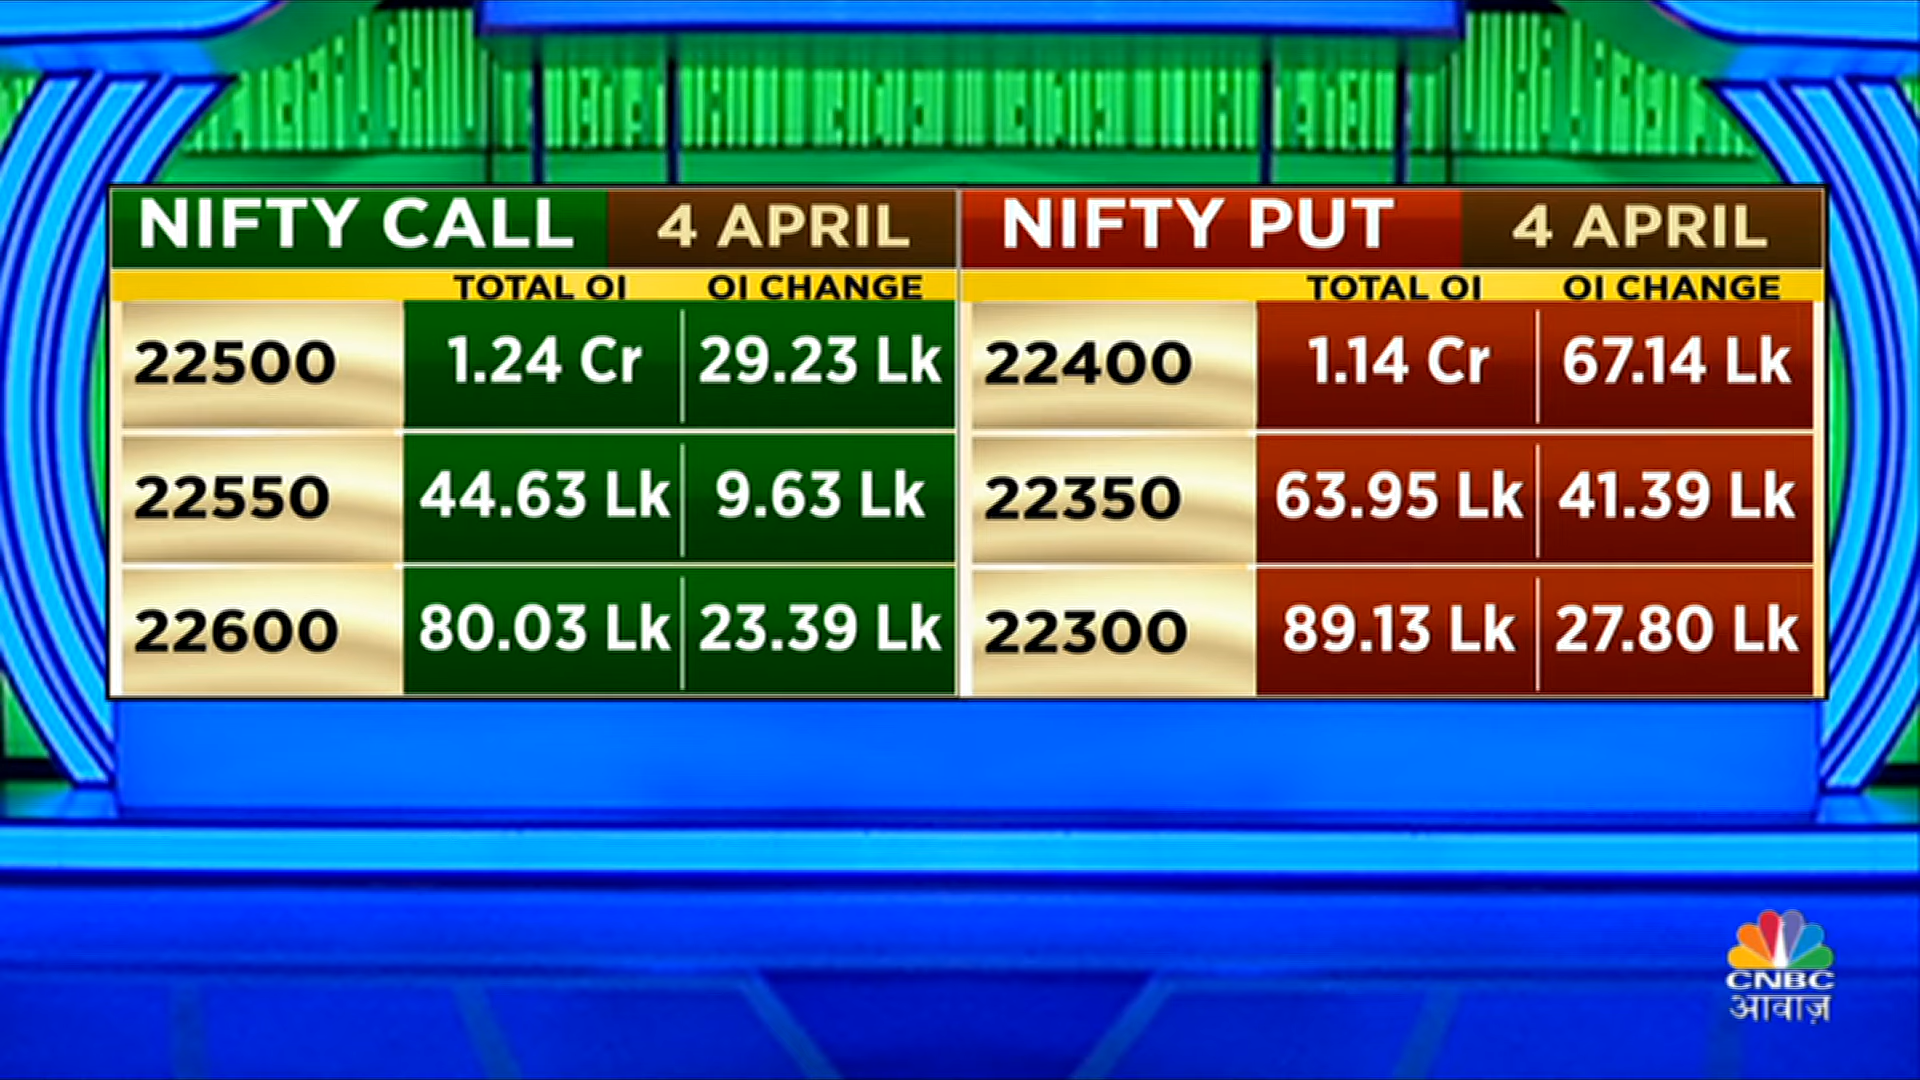 NIFTY CALL 4 APRIL NIFTY PUT 4 APRIL
TOTAL OI OI CHANGE TOTAL OI OI CHANGE
22500 1.24 Cr 29.23 Lk 22400 1.14 Cr 67.14 Lk
22550 44.63 Lk 9.63 Lk 22350 63.95 Lk 41.39 Lk
22600 80.03 Lk 23.39 Lk 22300 89.13 Lk 27.80 Lk
CNBC
आवाज़